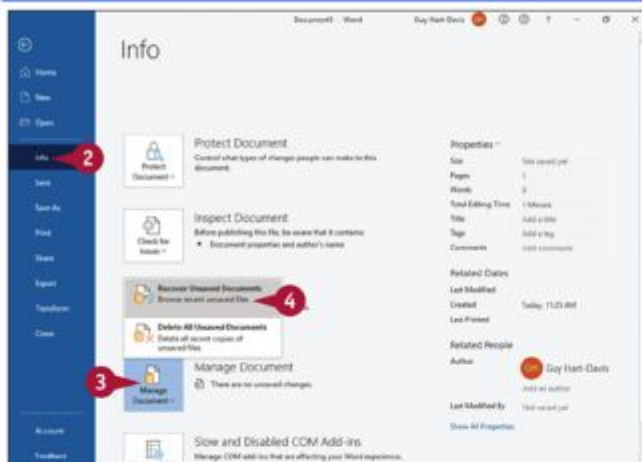 Document1 Word
Guy Hart-Davis
GH
?
Info
Home
New
Open
Info
2
Save
Save As
Print
Share
Export
Transform
Close
Account
Feedback
Protect Document
Protect Document
Control what types of changes people can make to this
document.
Check for
Issues
Inspect Document
Before publishing this file, be aware that it contains:
Document properties and author's name
Recover Unsaved Documents
Browse recent unsaved files
4
Delete All Unsaved Documents
Delete all recent copies of
unsaved files
3
Manage
Document
Manage Document
There are no unsaved changes.
Slow and Disabled COM Add-ins
Manage COM add-ins that are affecting your Word experience.
Properties
Size Not saved yet
Pages 1
Words 0
Total Editing Time 1 Minute
Title Add a title
Tags Add a tag
Comments Add comments
Related Dates
Last Modified
Created Today, 11:25 AM
Last Printed
Related People
Author
GH
Guy Hart-Davis
Add an author
Last Modified By Not saved yet
Show All Properties